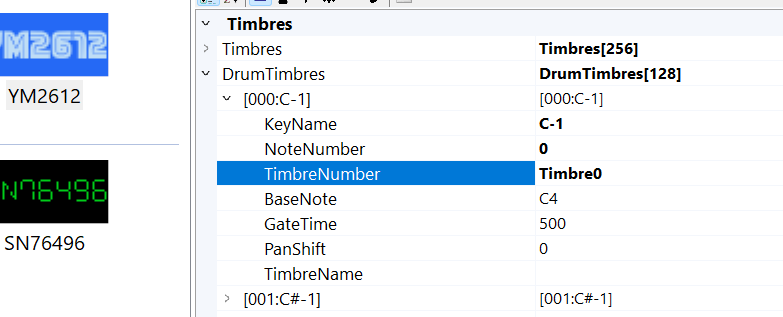 Timbres
YM2612
Timbres Timbres[256]
DrumTimbres DrumTimbres[128]
YM2612
[000:C-1] [000:C-1]
KeyName C-1
NoteNumber 0
N76496
TimbreNumber Timbre0
BaseNote C4
GateTime 500
SN76496
PanShift 0
TimbreName
[001:C#-1] [001:C#-1]